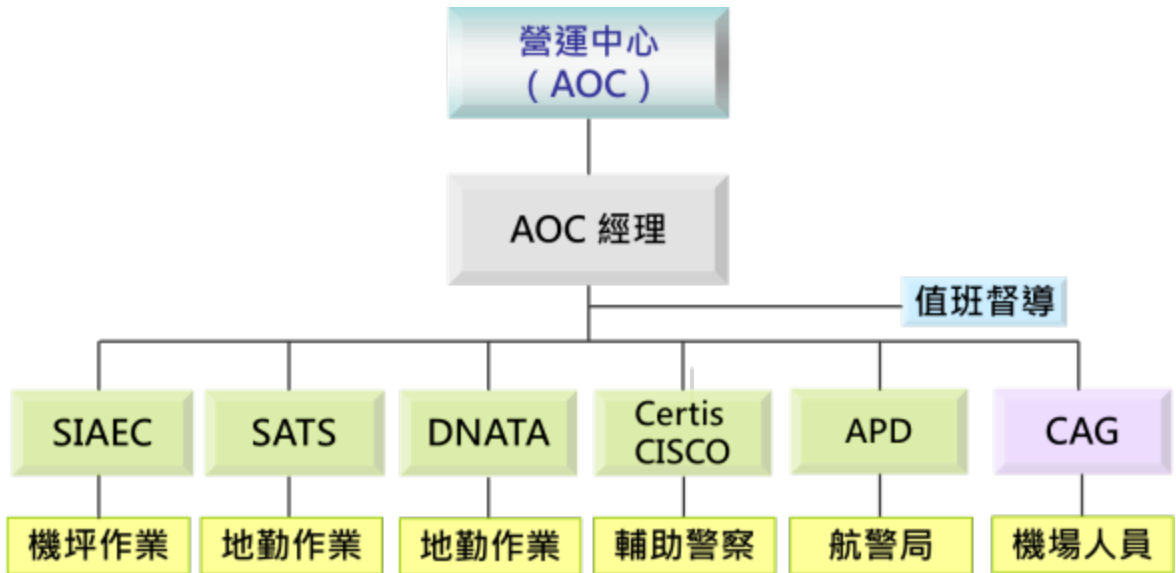 營運中心
( AOC )
AOC 經理
值班督導
SIAEC
SATS
DNATA
Certis
CISCO
APD
CAG
機坪作業
地勤作業
地勤作業
輔助警察
航警局
機場人員